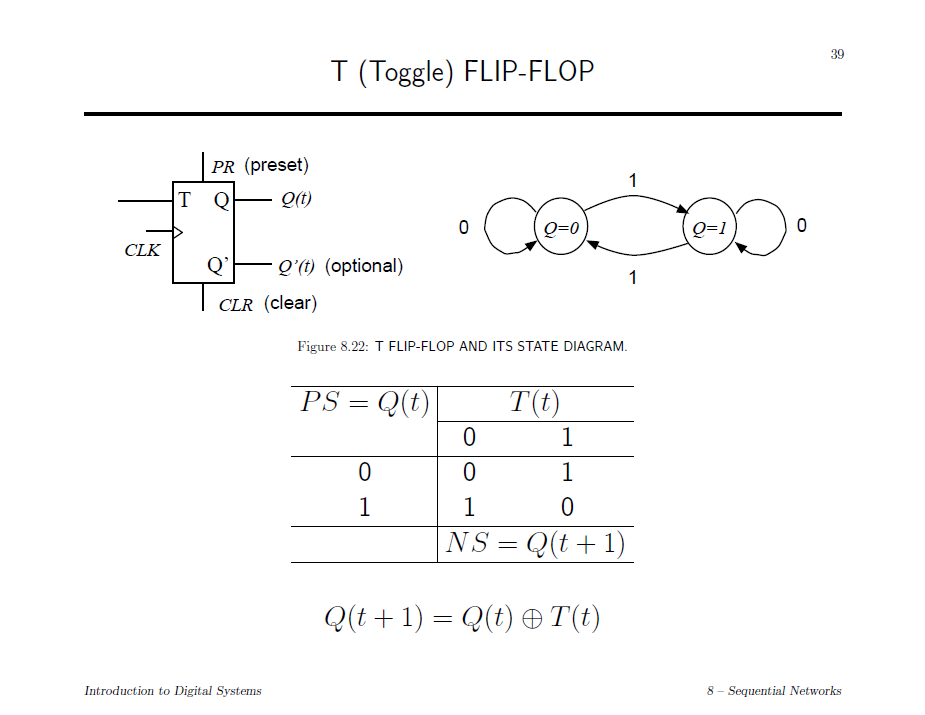 39
T (Toggle) FLIP-FLOP
PR (preset)
T Q Q(t)
CLK
Q' Q'(t) (optional)
CLR (clear)
1
0 Q=0 Q=1 0
1
Figure 8.22: T FLIP-FLOP AND ITS STATE DIAGRAM.
PS = Q(t) T(t)
0 1
0 0 1
1 1 0
NS = Q(t + 1)
Q(t + 1) = Q(t) ⊕ T(t)
Introduction to Digital Systems 8 – Sequential Networks